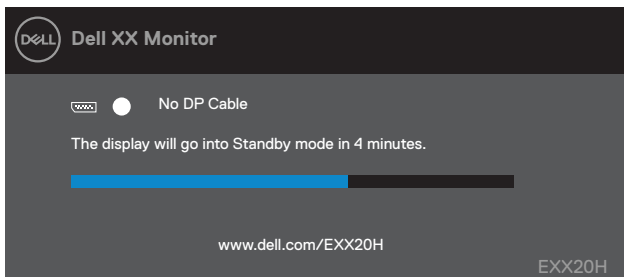 DELL Dell XX Monitor
No DP Cable
The display will go into Standby mode in 4 minutes.
www.dell.com/EXX20H
EXX20H